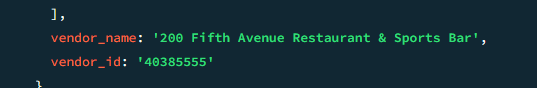 ],
vendor_name: '200 Fifth Avenue Restaurant & Sports Bar',
vendor_id: '40385555'
}